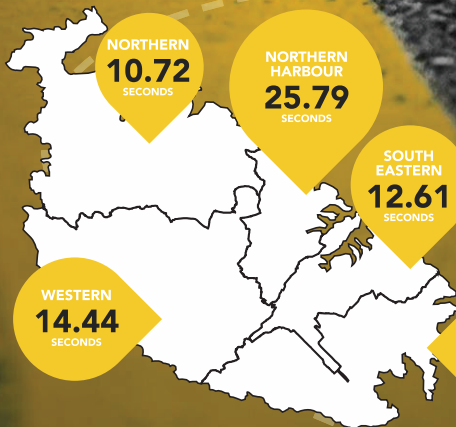 NORTHERN
10.72
SECONDS
NORTHERN
HARBOUR
25.79
SECONDS
SOUTH
EASTERN
12.61
SECONDS
WESTERN
14.44
SECONDS